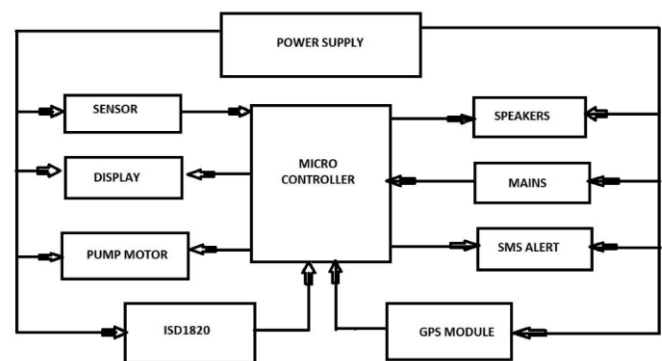 POWER SUPPLY
SENSOR
SPEAKERS
MICRO
CONTROLLER
DISPLAY
MAINS
PUMP MOTOR
SMS ALERT
ISD1820
GPS MODULE